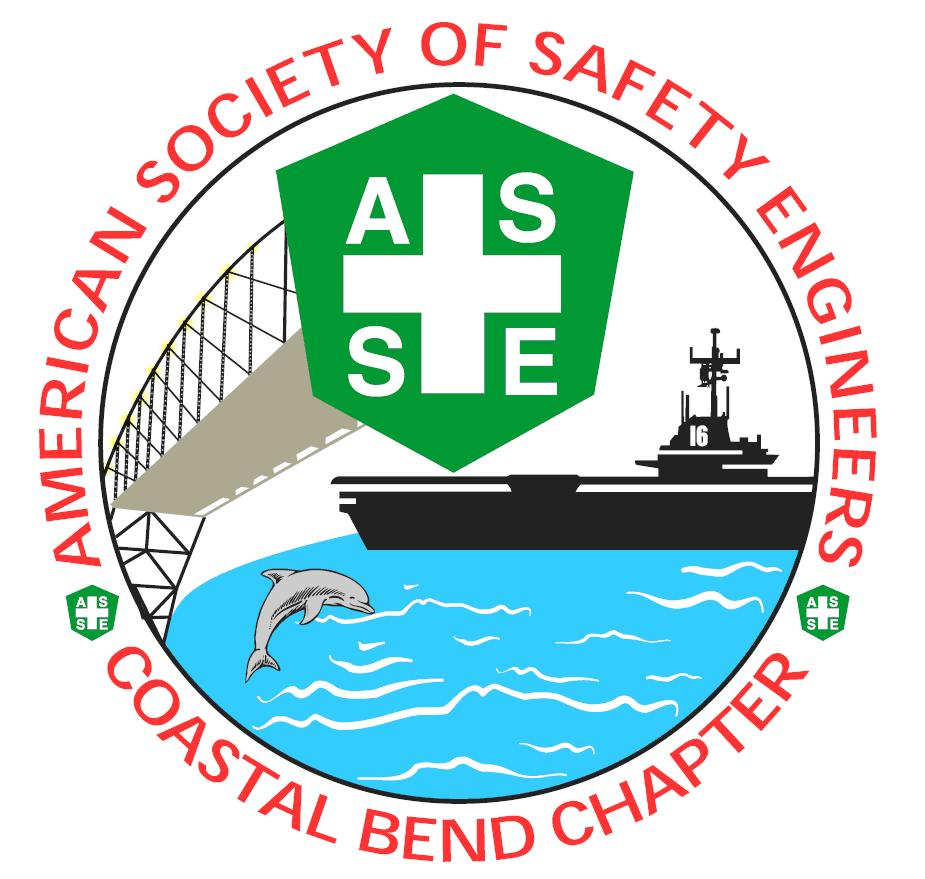 AMERICAN SOCIETY OF SAFETY ENGINEERS
A S
S E
16
A S
S E
A S
S E
COASTAL BEND CHAPTER